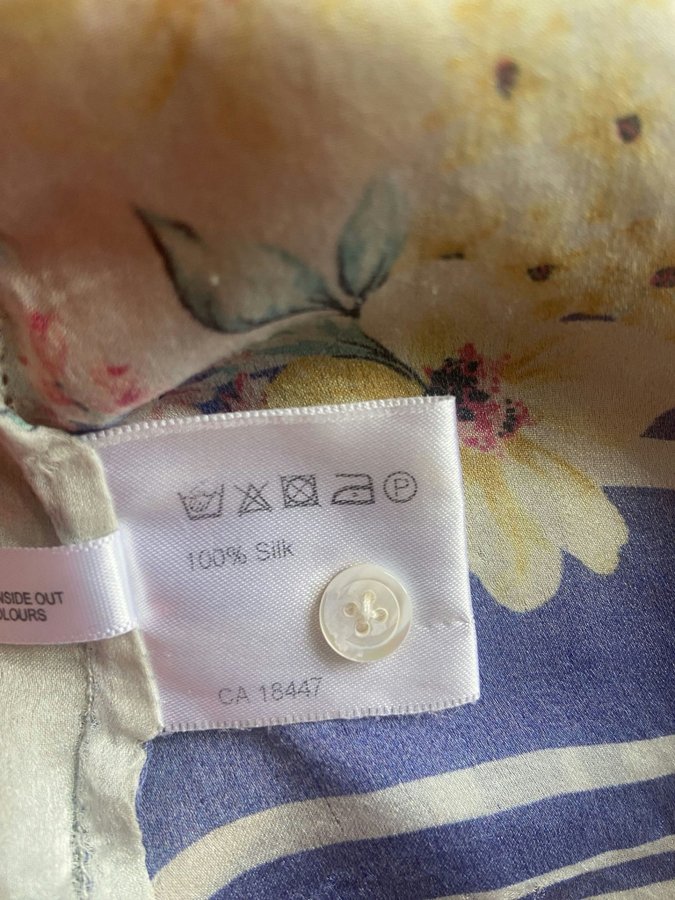 P
100% Silk
NSIDE OUT
OLOURS
CA 18447